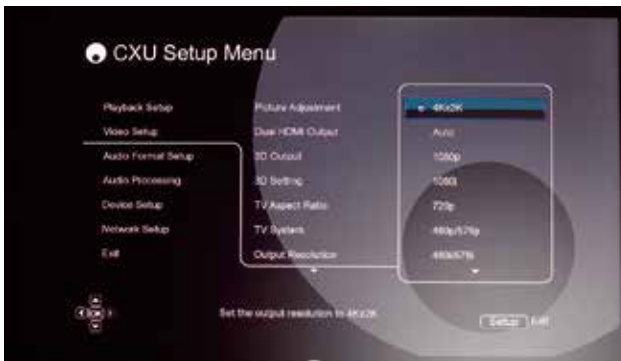 CXU Setup Menu
Playback Setup
Video Setup
Audio Format Setup
Audio Processing
Device Setup
Network Setup
Exit
Picture Adjustment
Dual HDMI Output
3D Output
3D Setting
TV Aspect Ratio
TV System
Output Resolution
4Kx2K
Auto
1080p
1080i
720p
480p/576p
480i/576i
Set the output resolution to 4Kx2K
Setup Exit